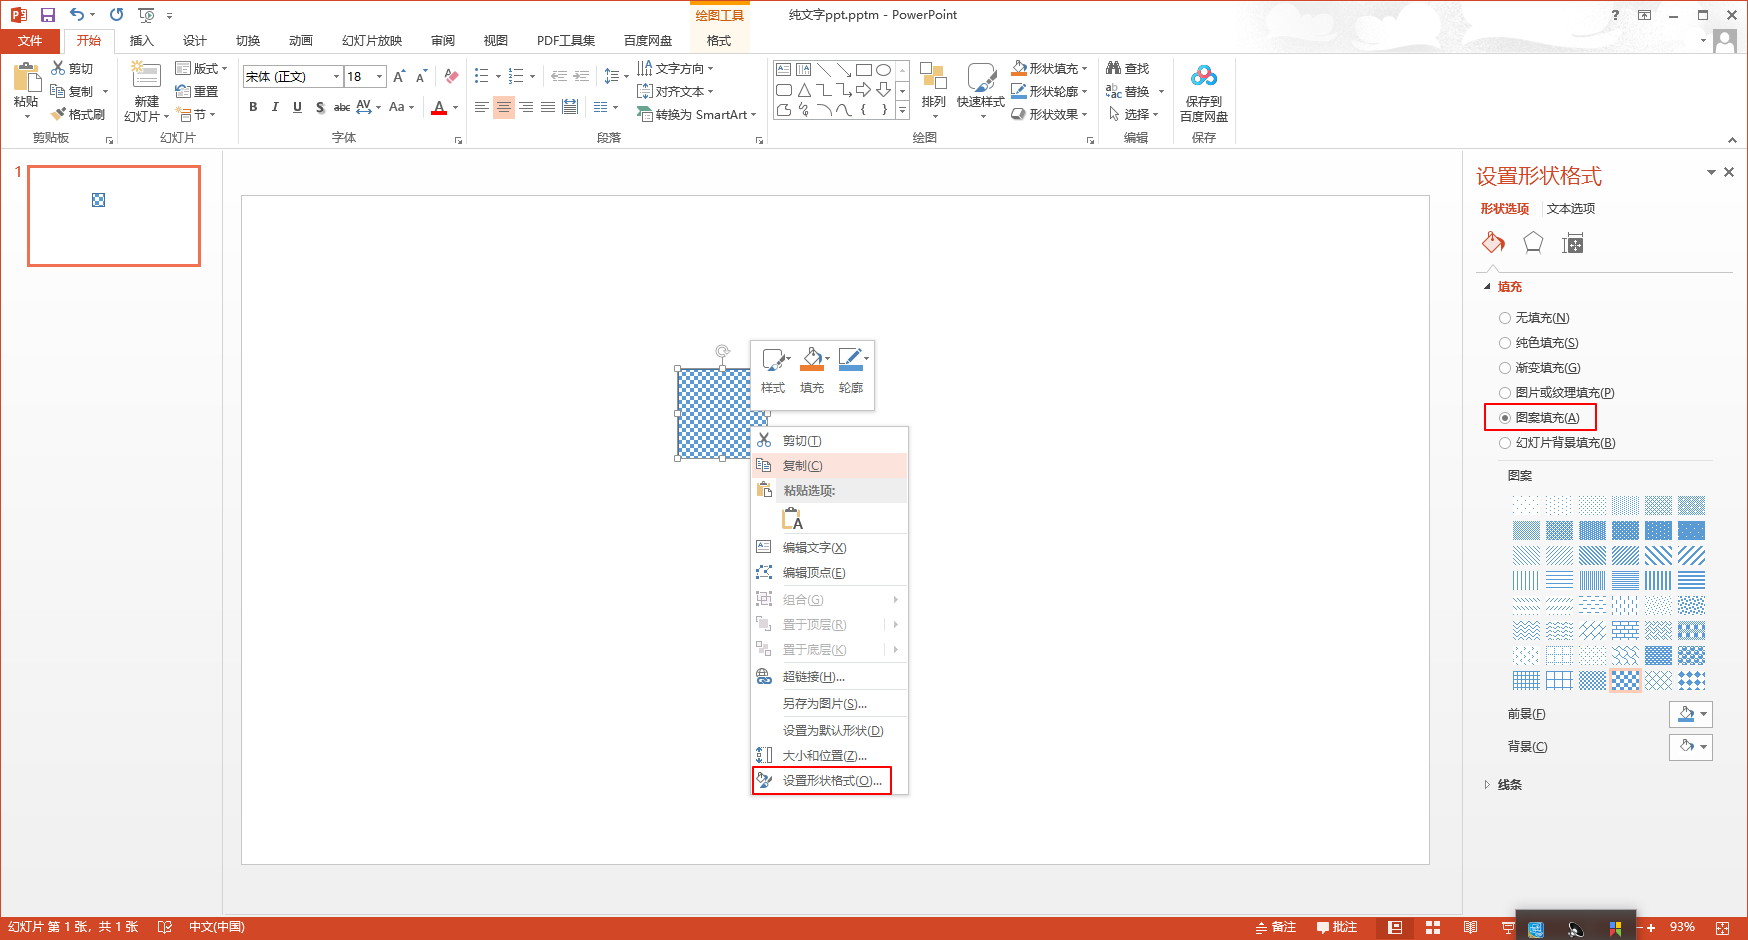 绘图工具
纯文字ppt.pptm - PowerPoint
?
文件 开始 插入 设计 切换 动画 幻灯片放映 审阅 视图 PDF工具集 百度网盘 格式
粘贴
剪切
复制
格式刷
剪贴板
新建
幻灯片
版式
重置
节
幻灯片
宋体 (正文) 18
B I U S abc AV Aa A
字体
文字方向
对齐文本
转换为 SmartArt
段落
排列
快速样式
形状填充
形状轮廓
形状效果
绘图
查找
替换
选择
编辑
保存到
百度网盘
保存
1
样式 填充 轮廓
剪切(T)
复制(C)
粘贴选项:
A
编辑文字(X)
编辑顶点(E)
组合(G)
置于顶层(R)
置于底层(K)
超链接(H)...
另存为图片(S)...
设置为默认形状(D)
大小和位置(Z)...
设置形状格式(O)...
设置形状格式
形状选项 文本选项
填充
无填充(N)
纯色填充(S)
渐变填充(G)
图片或纹理填充(P)
图案填充(A)
幻灯片背景填充(B)
图案
前景(F)
背景(C)
线条
幻灯片 第 1 张，共 1 张 中文(中国) 备注 批注 93%